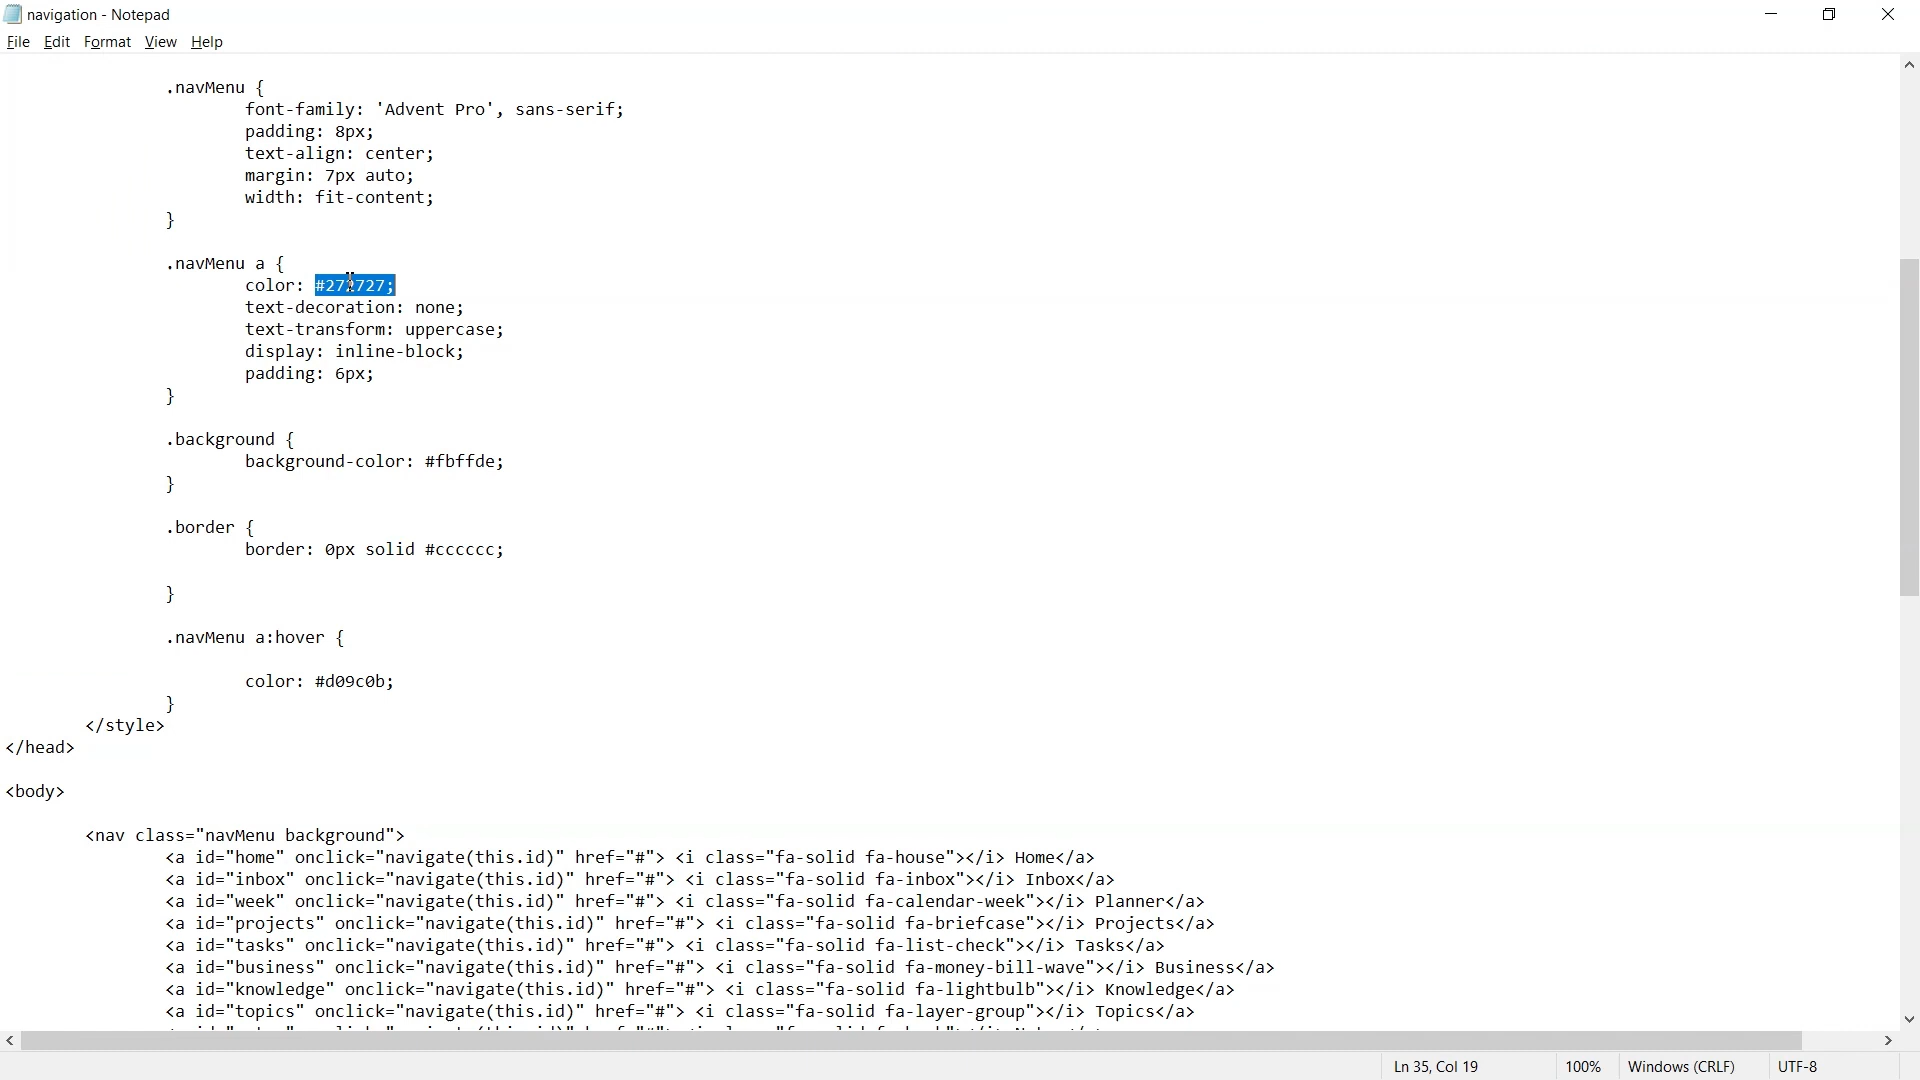 navigation - Notepad
File Edit Format View Help
.navMenu {
font-family: 'Advent Pro', sans-serif;
padding: 8px;
text-align: center;
margin: 7px auto;
width: fit-content;
}
.navMenu a {
color: #272727;
text-decoration: none;
text-transform: uppercase;
display: inline-block;
padding: 6px;
}
.background {
background-color: #fbffde;
}
.border {
border: 0px solid #cccccc;
}
.navMenu a:hover {
color: #d09c0b;
}
</style>
</head>
<body>
<nav class="navMenu background">
<a id="home" onclick="navigate(this.id)" href="#"> <i class="fa-solid fa-house"></i> Home</a>
<a id="inbox" onclick="navigate(this.id)" href="#"> <i class="fa-solid fa-inbox"></i> Inbox</a>
<a id="week" onclick="navigate(this.id)" href="#"> <i class="fa-solid fa-calendar-week"></i> Planner</a>
<a id="projects" onclick="navigate(this.id)" href="#"> <i class="fa-solid fa-briefcase"></i> Projects</a>
<a id="tasks" onclick="navigate(this.id)" href="#"> <i class="fa-solid fa-list-check"></i> Tasks</a>
<a id="business" onclick="navigate(this.id)" href="#"> <i class="fa-solid fa-money-bill-wave"></i> Business</a>
<a id="knowledge" onclick="navigate(this.id)" href="#"> <i class="fa-solid fa-lightbulb"></i> Knowledge</a>
<a id="topics" onclick="navigate(this.id)" href="#"> <i class="fa-solid fa-layer-group"></i> Topics</a>
Ln 35, Col 19 100% Windows (CRLF) UTF-8